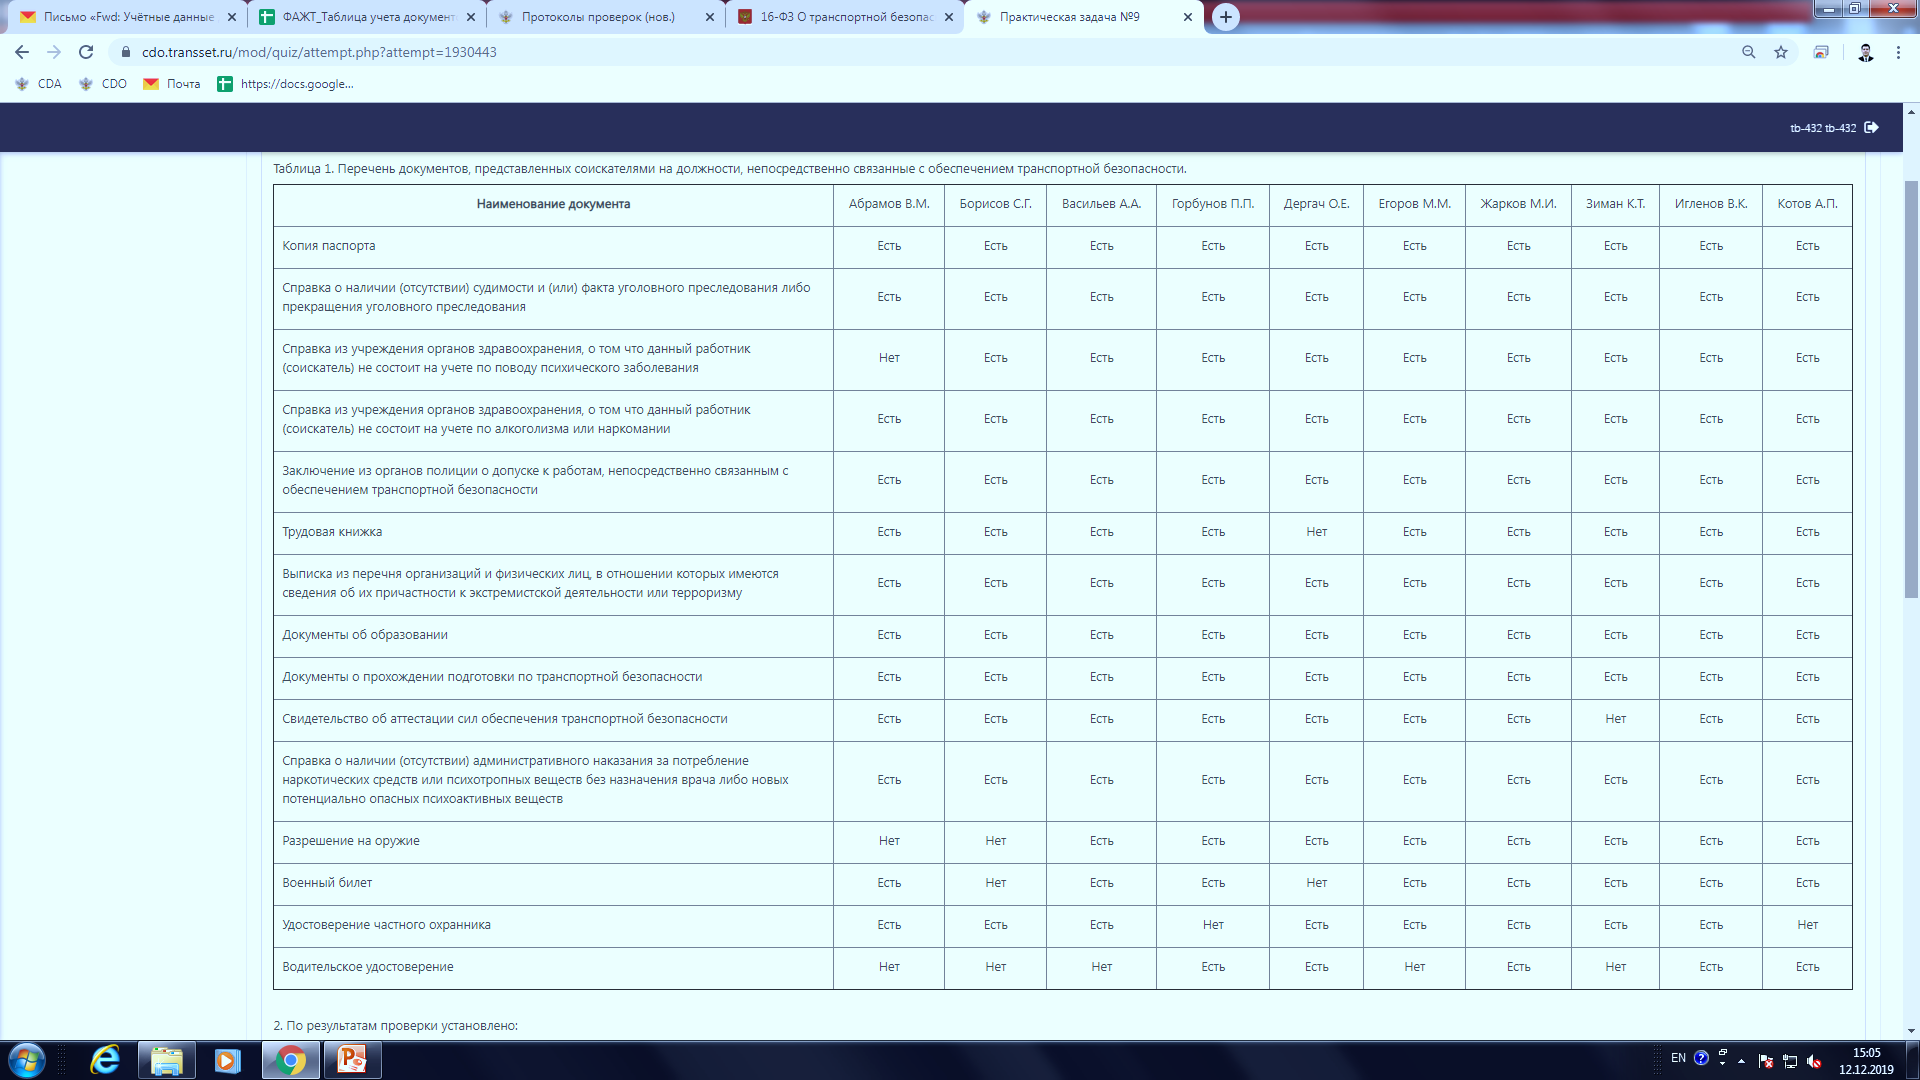 Письмо «Fwd: Учётные данные
ФАЖТ_Таблица учета документ
Протоколы проверок (нов.)
16-ФЗ О транспортной безопас
Практическая задача №9
cdo.transset.ru/mod/quiz/attempt.php?attempt=1930443
CDA CDO Почта https://docs.google...
tb-432 tb-432
Таблица 1. Перечень документов, представленных соискателями на должности, непосредственно связанные с обеспечением транспортной безопасности.
Наименование документа Абрамов В.М. Борисов С.Г. Васильев А.А. Горбунов П.П. Дергач О.Е. Егоров М.М. Жарков М.И. Зиман К.Т. Игленов В.К. Котов А.П.
Копия паспорта Есть Есть Есть Есть Есть Есть Есть Есть Есть Есть
Справка о наличии (отсутствии) судимости и (или) факта уголовного преследования либо
прекращения уголовного преследования
Есть Есть Есть Есть Есть Есть Есть Есть Есть Есть
Справка из учреждения органов здравоохранения, о том что данный работник
(соискатель) не состоит на учете по поводу психического заболевания
Нет Есть Есть Есть Есть Есть Есть Есть Есть Есть
Справка из учреждения органов здравоохранения, о том что данный работник
(соискатель) не состоит на учете по алкоголизма или наркомании
Есть Есть Есть Есть Есть Есть Есть Есть Есть Есть
Заключение из органов полиции о допуске к работам, непосредственно связанным с
обеспечением транспортной безопасности
Есть Есть Есть Есть Есть Есть Есть Есть Есть Есть
Трудовая книжка Есть Есть Есть Есть Нет Есть Есть Есть Есть Есть
Выписка из перечня организаций и физических лиц, в отношении которых имеются
сведения об их причастности к экстремистской деятельности или терроризму
Есть Есть Есть Есть Есть Есть Есть Есть Есть Есть
Документы об образовании Есть Есть Есть Есть Есть Есть Есть Есть Есть Есть
Документы о прохождении подготовки по транспортной безопасности Есть Есть Есть Есть Есть Есть Есть Есть Есть Есть
Свидетельство об аттестации сил обеспечения транспортной безопасности Есть Есть Есть Есть Есть Есть Есть Нет Есть Есть
Справка о наличии (отсутствии) административного наказания за потребление
наркотических средств или психотропных веществ без назначения врача либо новых
потенциально опасных психоактивных веществ
Есть Есть Есть Есть Есть Есть Есть Есть Есть Есть
Разрешение на оружие Нет Нет Есть Есть Есть Есть Есть Есть Есть Есть
Военный билет Есть Нет Есть Есть Нет Есть Есть Есть Есть Есть
Удостоверение частного охранника Есть Есть Есть Нет Есть Есть Есть Есть Есть Нет
Водительское удостоверение Нет Нет Нет Есть Есть Нет Есть Нет Есть Есть
2. По результатам проверки установлено:
EN
15:05
12.12.2019